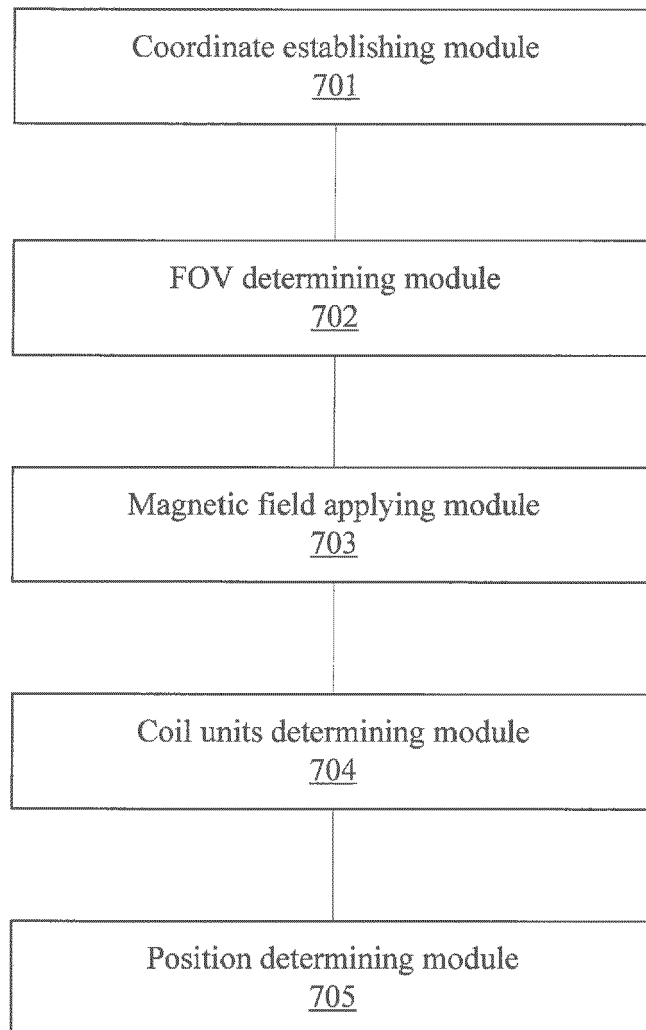 Coordinate establishing module
701
FOV determining module
702
Magnetic field applying module
703
Coil units determining module
704
Position determining module
705